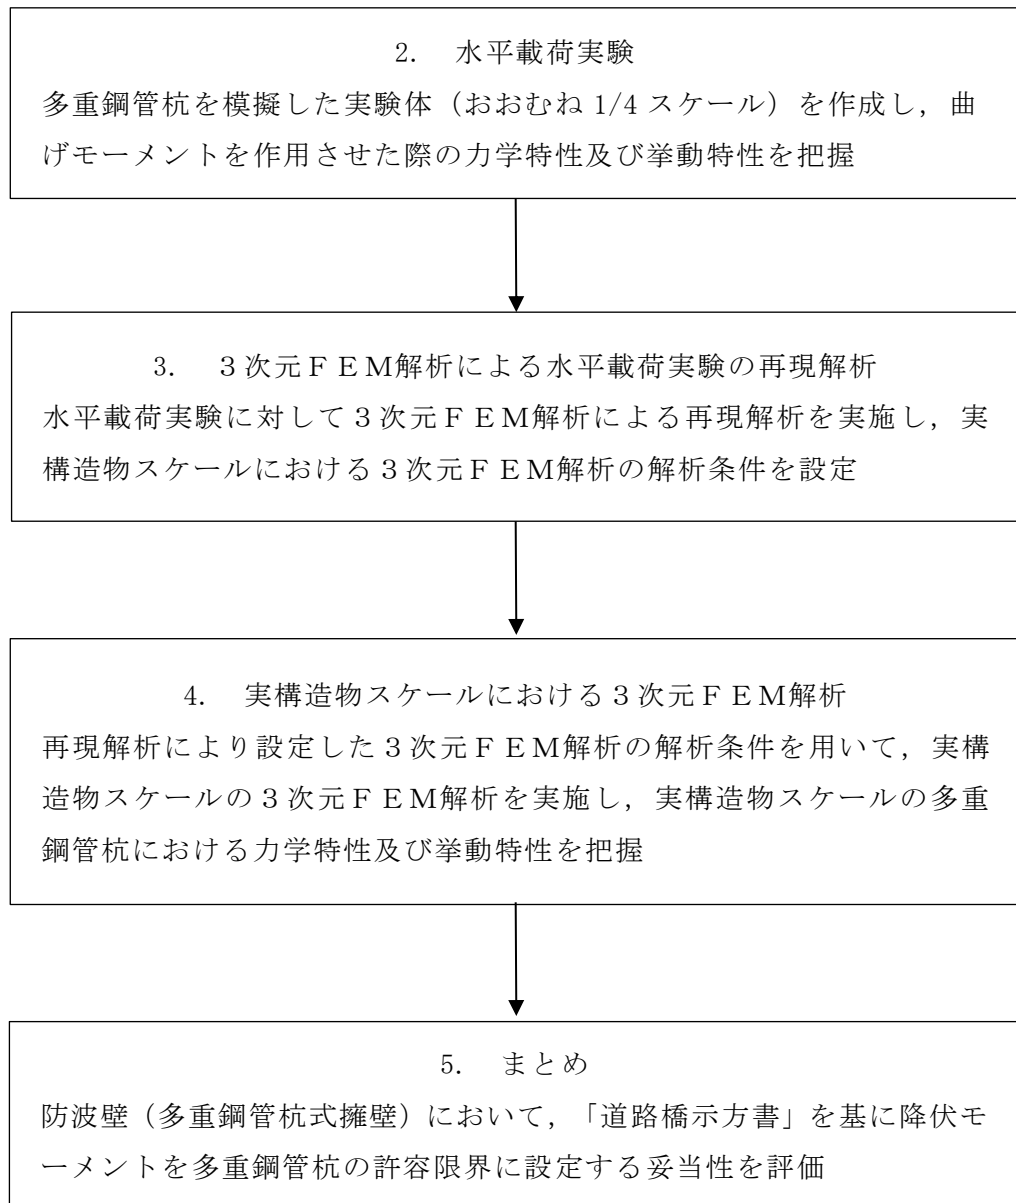 2. 水平載荷実験
多重鋼管杭を模擬した実験体（おおむね 1/4 スケール）を作成し，曲
げモーメントを作用させた際の力学特性及び挙動特性を把握
3. ３次元ＦＥＭ解析による水平載荷実験の再現解析
水平載荷実験に対して３次元ＦＥＭ解析による再現解析を実施し，実
構造物スケールにおける３次元ＦＥＭ解析の解析条件を設定
4. 実構造物スケールにおける３次元ＦＥＭ解析
再現解析により設定した３次元ＦＥＭ解析の解析条件を用いて，実構
造物スケールの３次元ＦＥＭ解析を実施し，実構造物スケールの多重
鋼管杭における力学特性及び挙動特性を把握
5. まとめ
防波壁（多重鋼管杭式擁壁）において，「道路橋示方書」を基に降伏モ
ーメントを多重鋼管杭の許容限界に設定する妥当性を評価